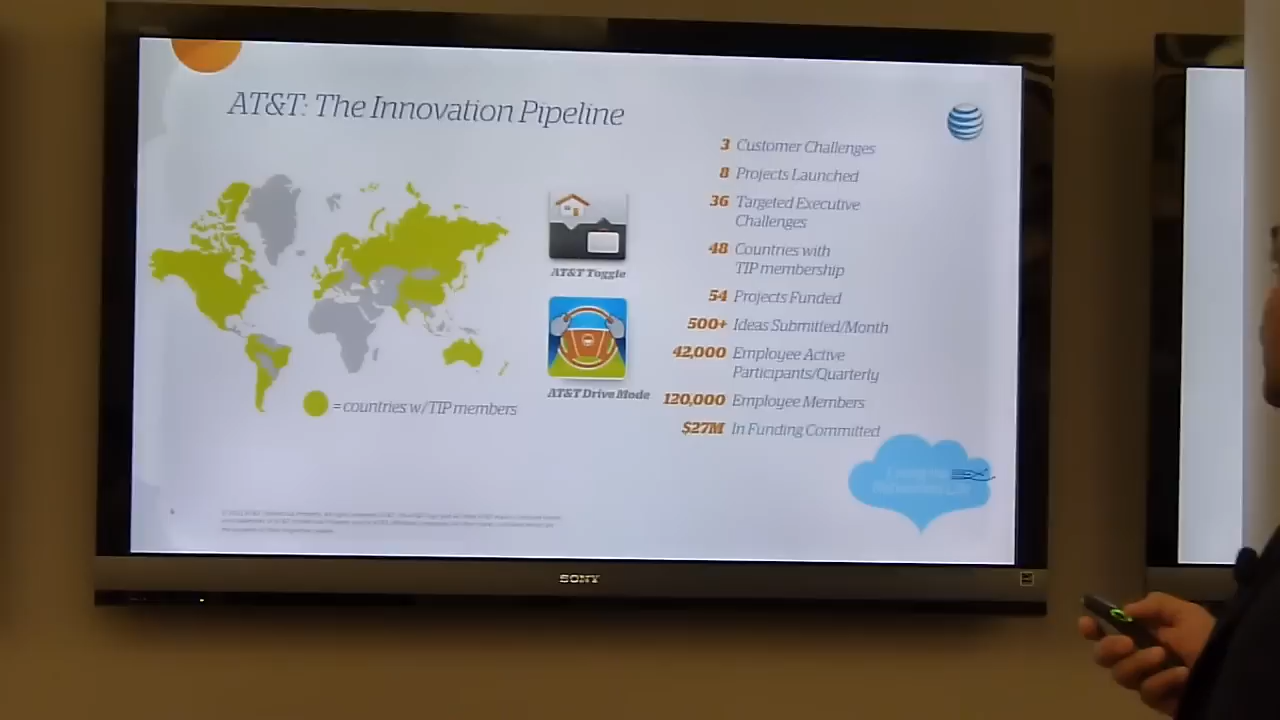 AT&T: The Innovation Pipeline
3 Customer Challenges
8 Projects Launched
36 Targeted Executive
Challenges
48 Countries with
TIP membership
54 Projects Funded
500+ Ideas Submitted/Month
42,000 Employee Active
Participants/Quarterly
120,000 Employee Members
$27M In Funding Committed
AT&T Toggle
AT&T Drive Mode
= countries w/TIP members
SONY